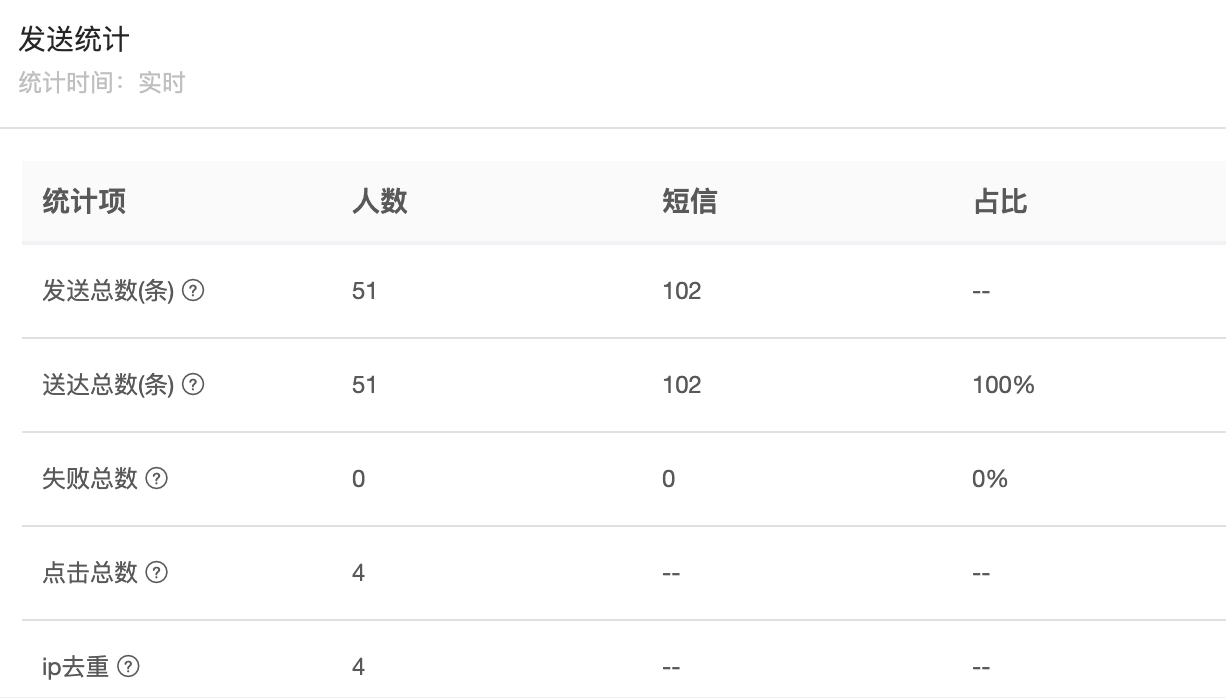 发送统计
统计时间：实时
统计项 人数 短信 占比
发送总数(条) ? 51 102 --
送达总数(条) ? 51 102 100%
失败总数 ? 0 0 0%
点击总数 ? 4 -- --
ip去重 ? 4 -- --